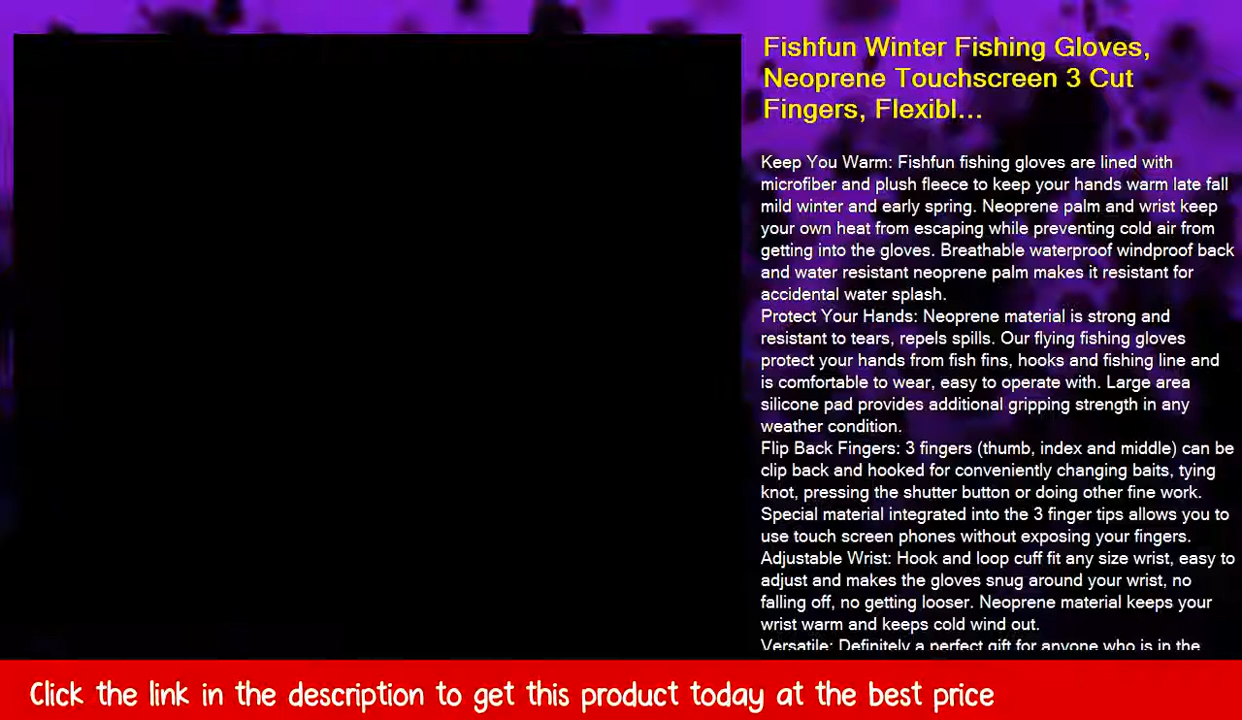 Fishfun Winter Fishing Gloves,
Neoprene Touchscreen 3 Cut
Fingers, Flexibl...
Keep You Warm: Fishfun fishing gloves are lined with
microfiber and plush fleece to keep your hands warm late fall
mild winter and early spring. Neoprene palm and wrist keep
your own heat from escaping while preventing cold air from
getting into the gloves. Breathable waterproof windproof back
and water resistant neoprene palm makes it resistant for
accidental water splash.
Protect Your Hands: Neoprene material is strong and
resistant to tears, repels spills. Our flying fishing gloves
protect your hands from fish fins, hooks and fishing line and
is comfortable to wear, easy to operate with. Large area
silicone pad provides additional gripping strength in any
weather condition.
Flip Back Fingers: 3 fingers (thumb, index and middle) can be
clip back and hooked for conveniently changing baits, tying
knot, pressing the shutter button or doing other fine work.
Special material integrated into the 3 finger tips allows you to
use touch screen phones without exposing your fingers.
Adjustable Wrist: Hook and loop cuff fit any size wrist, easy to
adjust and makes the gloves snug around your wrist, no
falling off, no getting looser. Neoprene material keeps your
wrist warm and keeps cold wind out.
Versatile: Definitely a perfect gift for anyone who is in the
Click the link in the description to get this product today at the best price